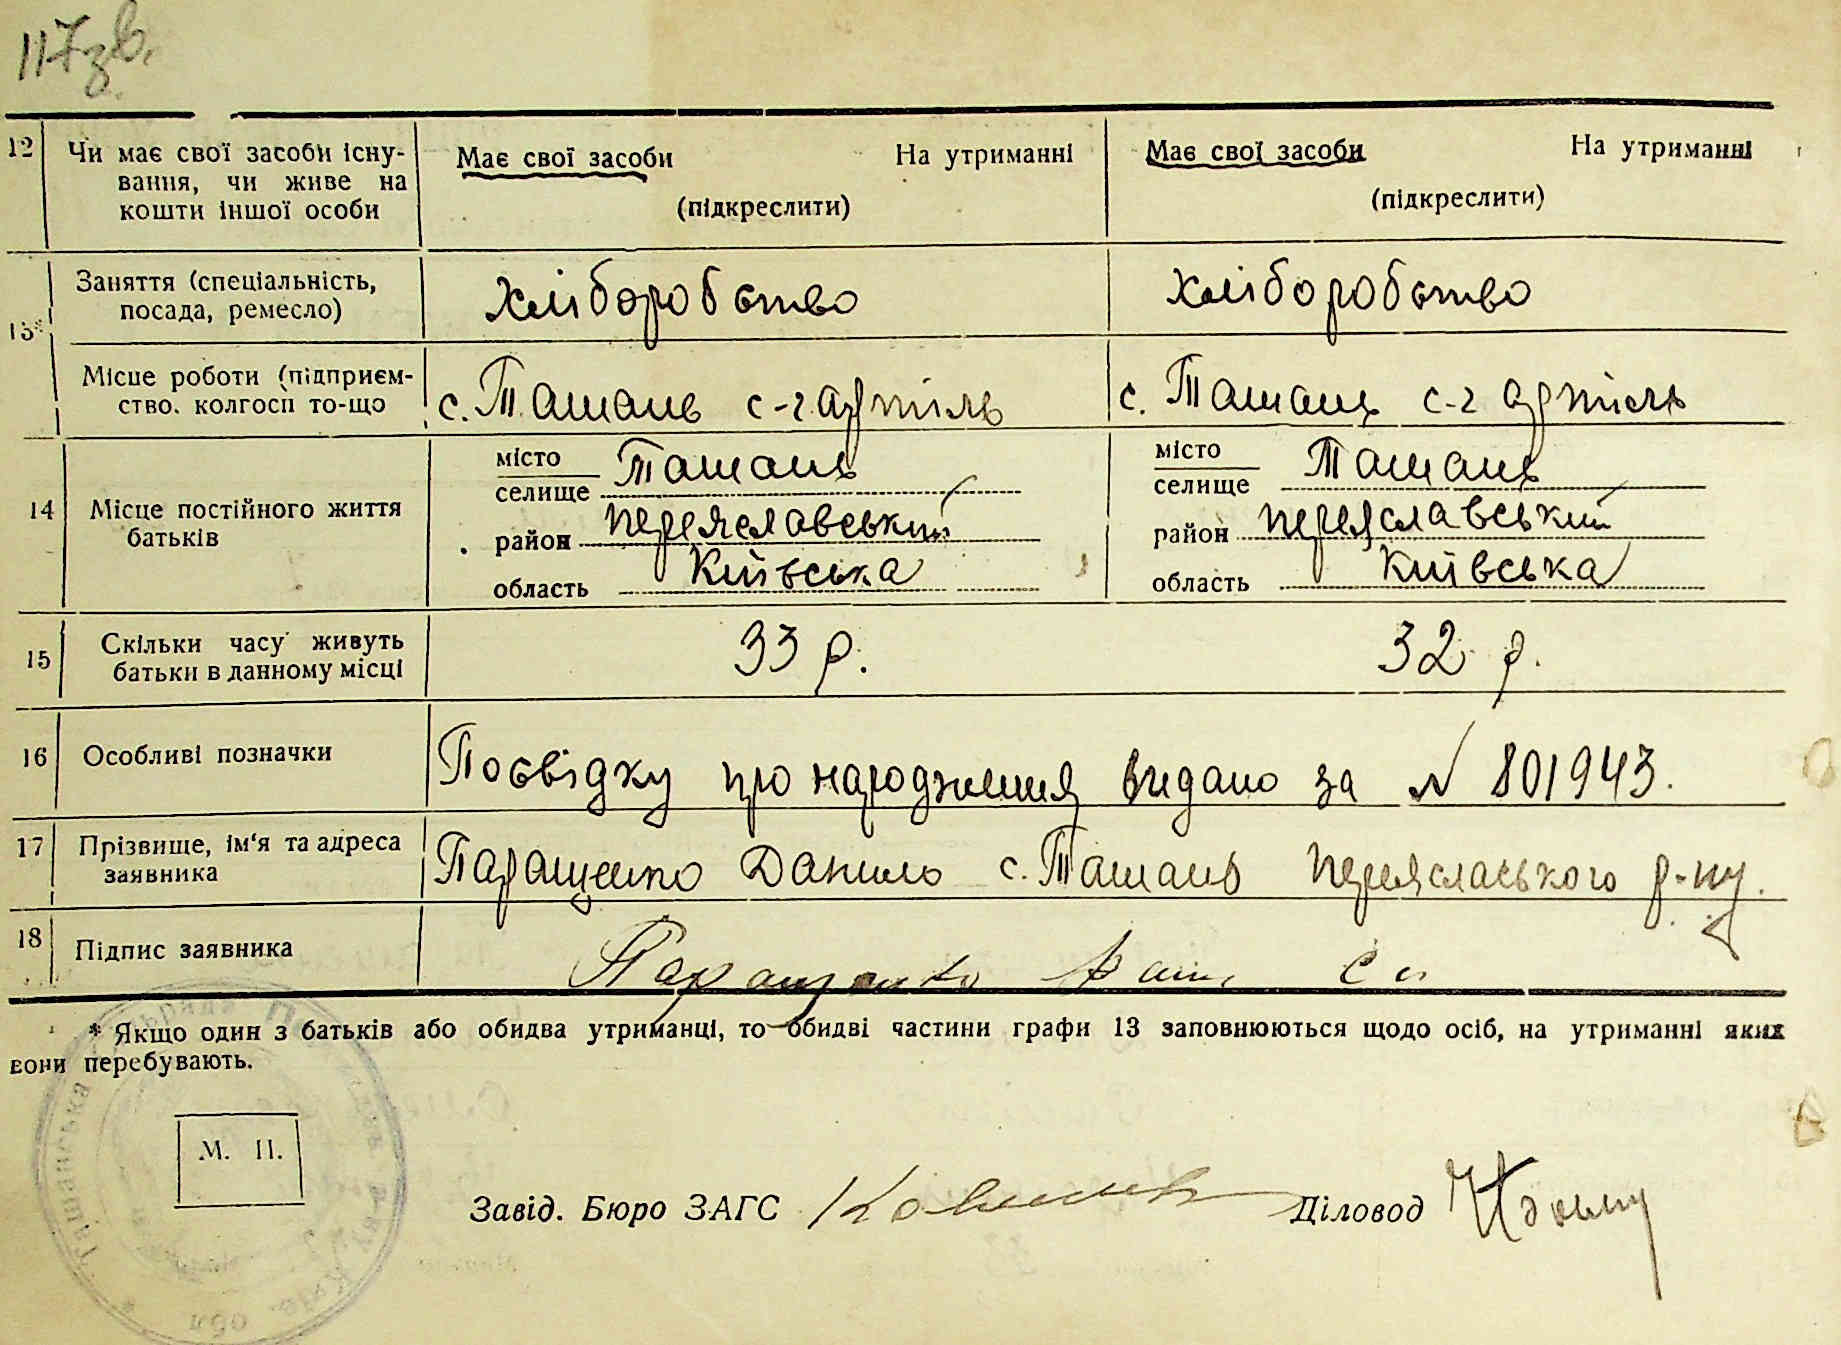 117зв.
12 Чи має свої засоби існу-
вання, чи живе на
кошти іншої особи
Має свої засоби На утриманні
(підкреслити)
Має свої засоби На утриманні
(підкреслити)
13*
Заняття (спеціальність,
посада, ремесло)
хліборобство
хліборобство
Місце роботи (підприєм-
ство, колгосп то-що
с. Ташань с-г. артіль
с. Ташань с-г артіль
14 Місце постійного життя
батьків
місто
селище Ташань
район переяславський
область Київська
місто
селище Ташань
район переяславський
область Київська
15 Скільки часу живуть
батьки в данному місці
33 р.
32 р.
16 Особливі позначки
Посвідку про народження видано за № 801943.
17 Прізвище, ім'я та адреса
заявника
Паращенко Данило с. Ташань переяславського р-ну.
18 Підпис заявника
Паращенко
* Якщо один з батьків або обидва утриманці, то обидві частини графи 13 заповнюються щодо осіб, на утриманні яких
вони перебувають.
М. П.
Завід. Бюро ЗАГС
Діловод
Ташанська
обл